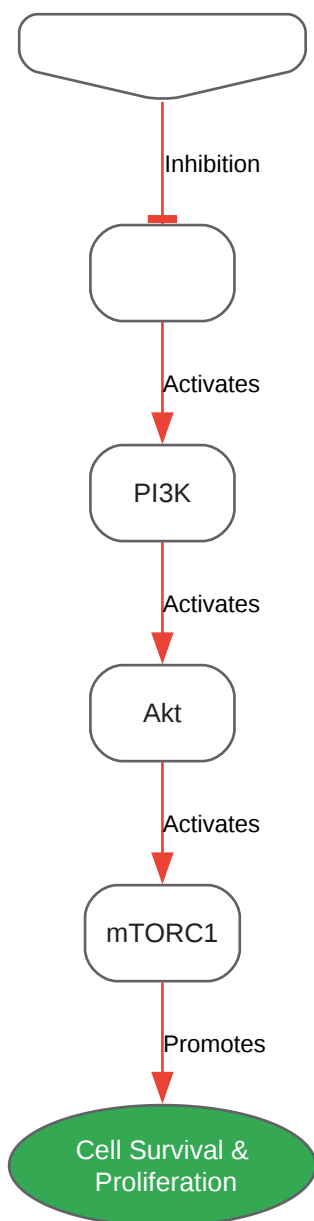 Inhibition
Activates
PI3K
Activates
Akt
Activates
mTORC1
Promotes
Cell Survival &
Proliferation